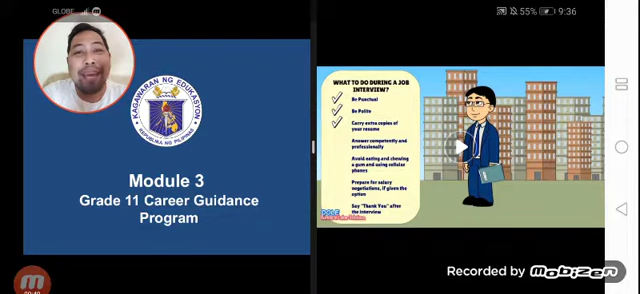 GLOBE
55%
9:36
KAGAWARAN NG EDUKASYON
REPUBLIKA NG PILIPINAS
Module 3
Grade 11 Career Guidance
Program
WHAT TO DO DURING A JOB
INTERVIEW?
Be Punctual
Be Polite
Carry extra copies of
your resume
Answer competently and
professionally
Avoid eating and chewing
a gum and using cellular
phones
Prepare for salary
negotiations, if given the
option
Say "Thank You" after
the interview
DOLE
Recorded by mobizen